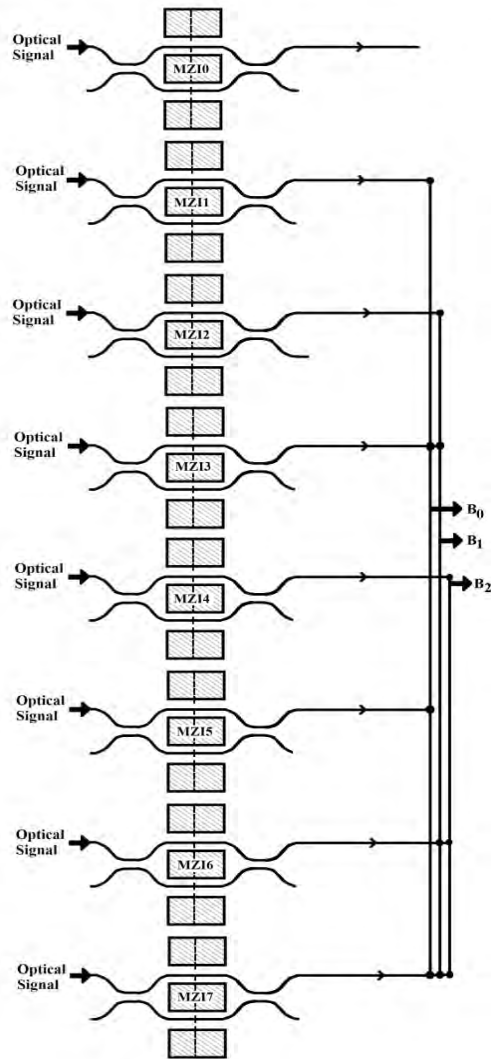 Optical
Signal
MZI0
Optical
Signal
MZI1
Optical
Signal
MZI2
Optical
Signal
MZI3
B0
B1
Optical
Signal
MZI4
B2
Optical
Signal
MZI5
Optical
Signal
MZI6
Optical
Signal
MZI7